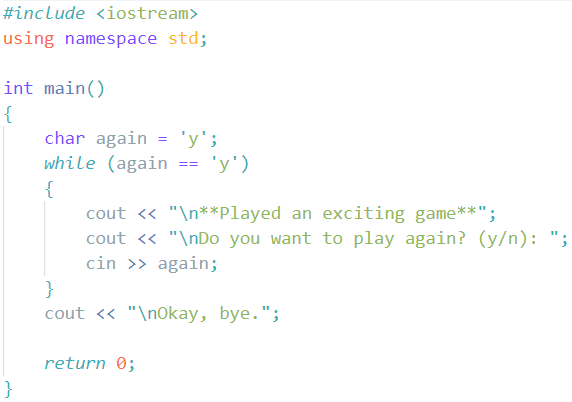 #include <iostream>
using namespace std;
int main()
{
char again = 'y';
while (again == 'y')
{
cout << "\n**Played an exciting game**";
cout << "\nDo you want to play again? (y/n): ";
cin >> again;
}
cout << "\nOkay, bye.";
return 0;
}